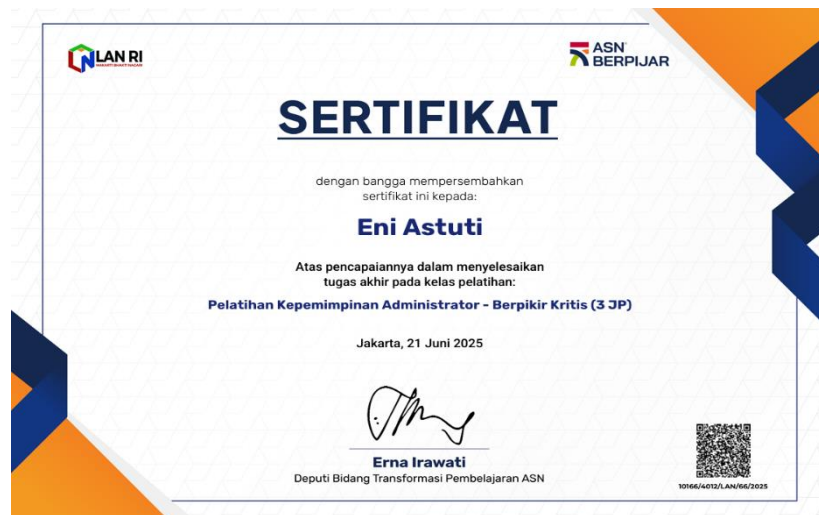 LAN RI
ASN
BERPIJAR
SERTIFIKAT
dengan bangga mempersembahkan
sertifikat ini kepada:
Eni Astuti
Atas pencapaiannya dalam menyelesaikan
tugas akhir pada kelas pelatihan:
Pelatihan Kepemimpinan Administrator - Berpikir Kritis (3 JP)
Jakarta, 21 Juni 2025
Erna Irawati
Deputi Bidang Transformasi Pembelajaran ASN
10166/4012/LAN/66/2025